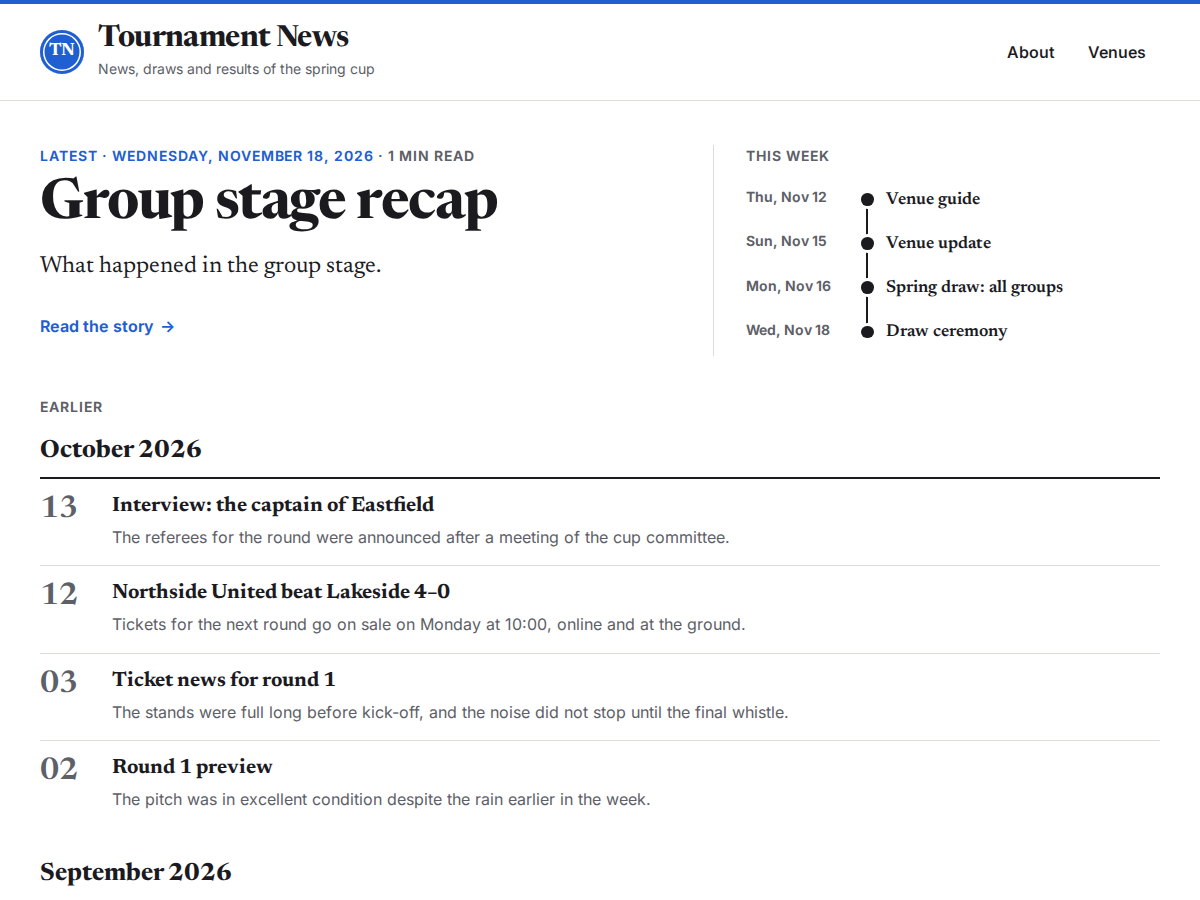 TN
Tournament News
News, draws and results of the spring cup
About
Venues
LATEST · WEDNESDAY, NOVEMBER 18, 2026 · 1 MIN READ
Group stage recap
What happened in the group stage.
Read the story →
THIS WEEK
Thu, Nov 12 Venue guide
Sun, Nov 15 Venue update
Mon, Nov 16 Spring draw: all groups
Wed, Nov 18 Draw ceremony
EARLIER
October 2026
13 Interview: the captain of Eastfield
The referees for the round were announced after a meeting of the cup committee.
12 Northside United beat Lakeside 4–0
Tickets for the next round go on sale on Monday at 10:00, online and at the ground.
03 Ticket news for round 1
The stands were full long before kick-off, and the noise did not stop until the final whistle.
02 Round 1 preview
The pitch was in excellent condition despite the rain earlier in the week.
September 2026